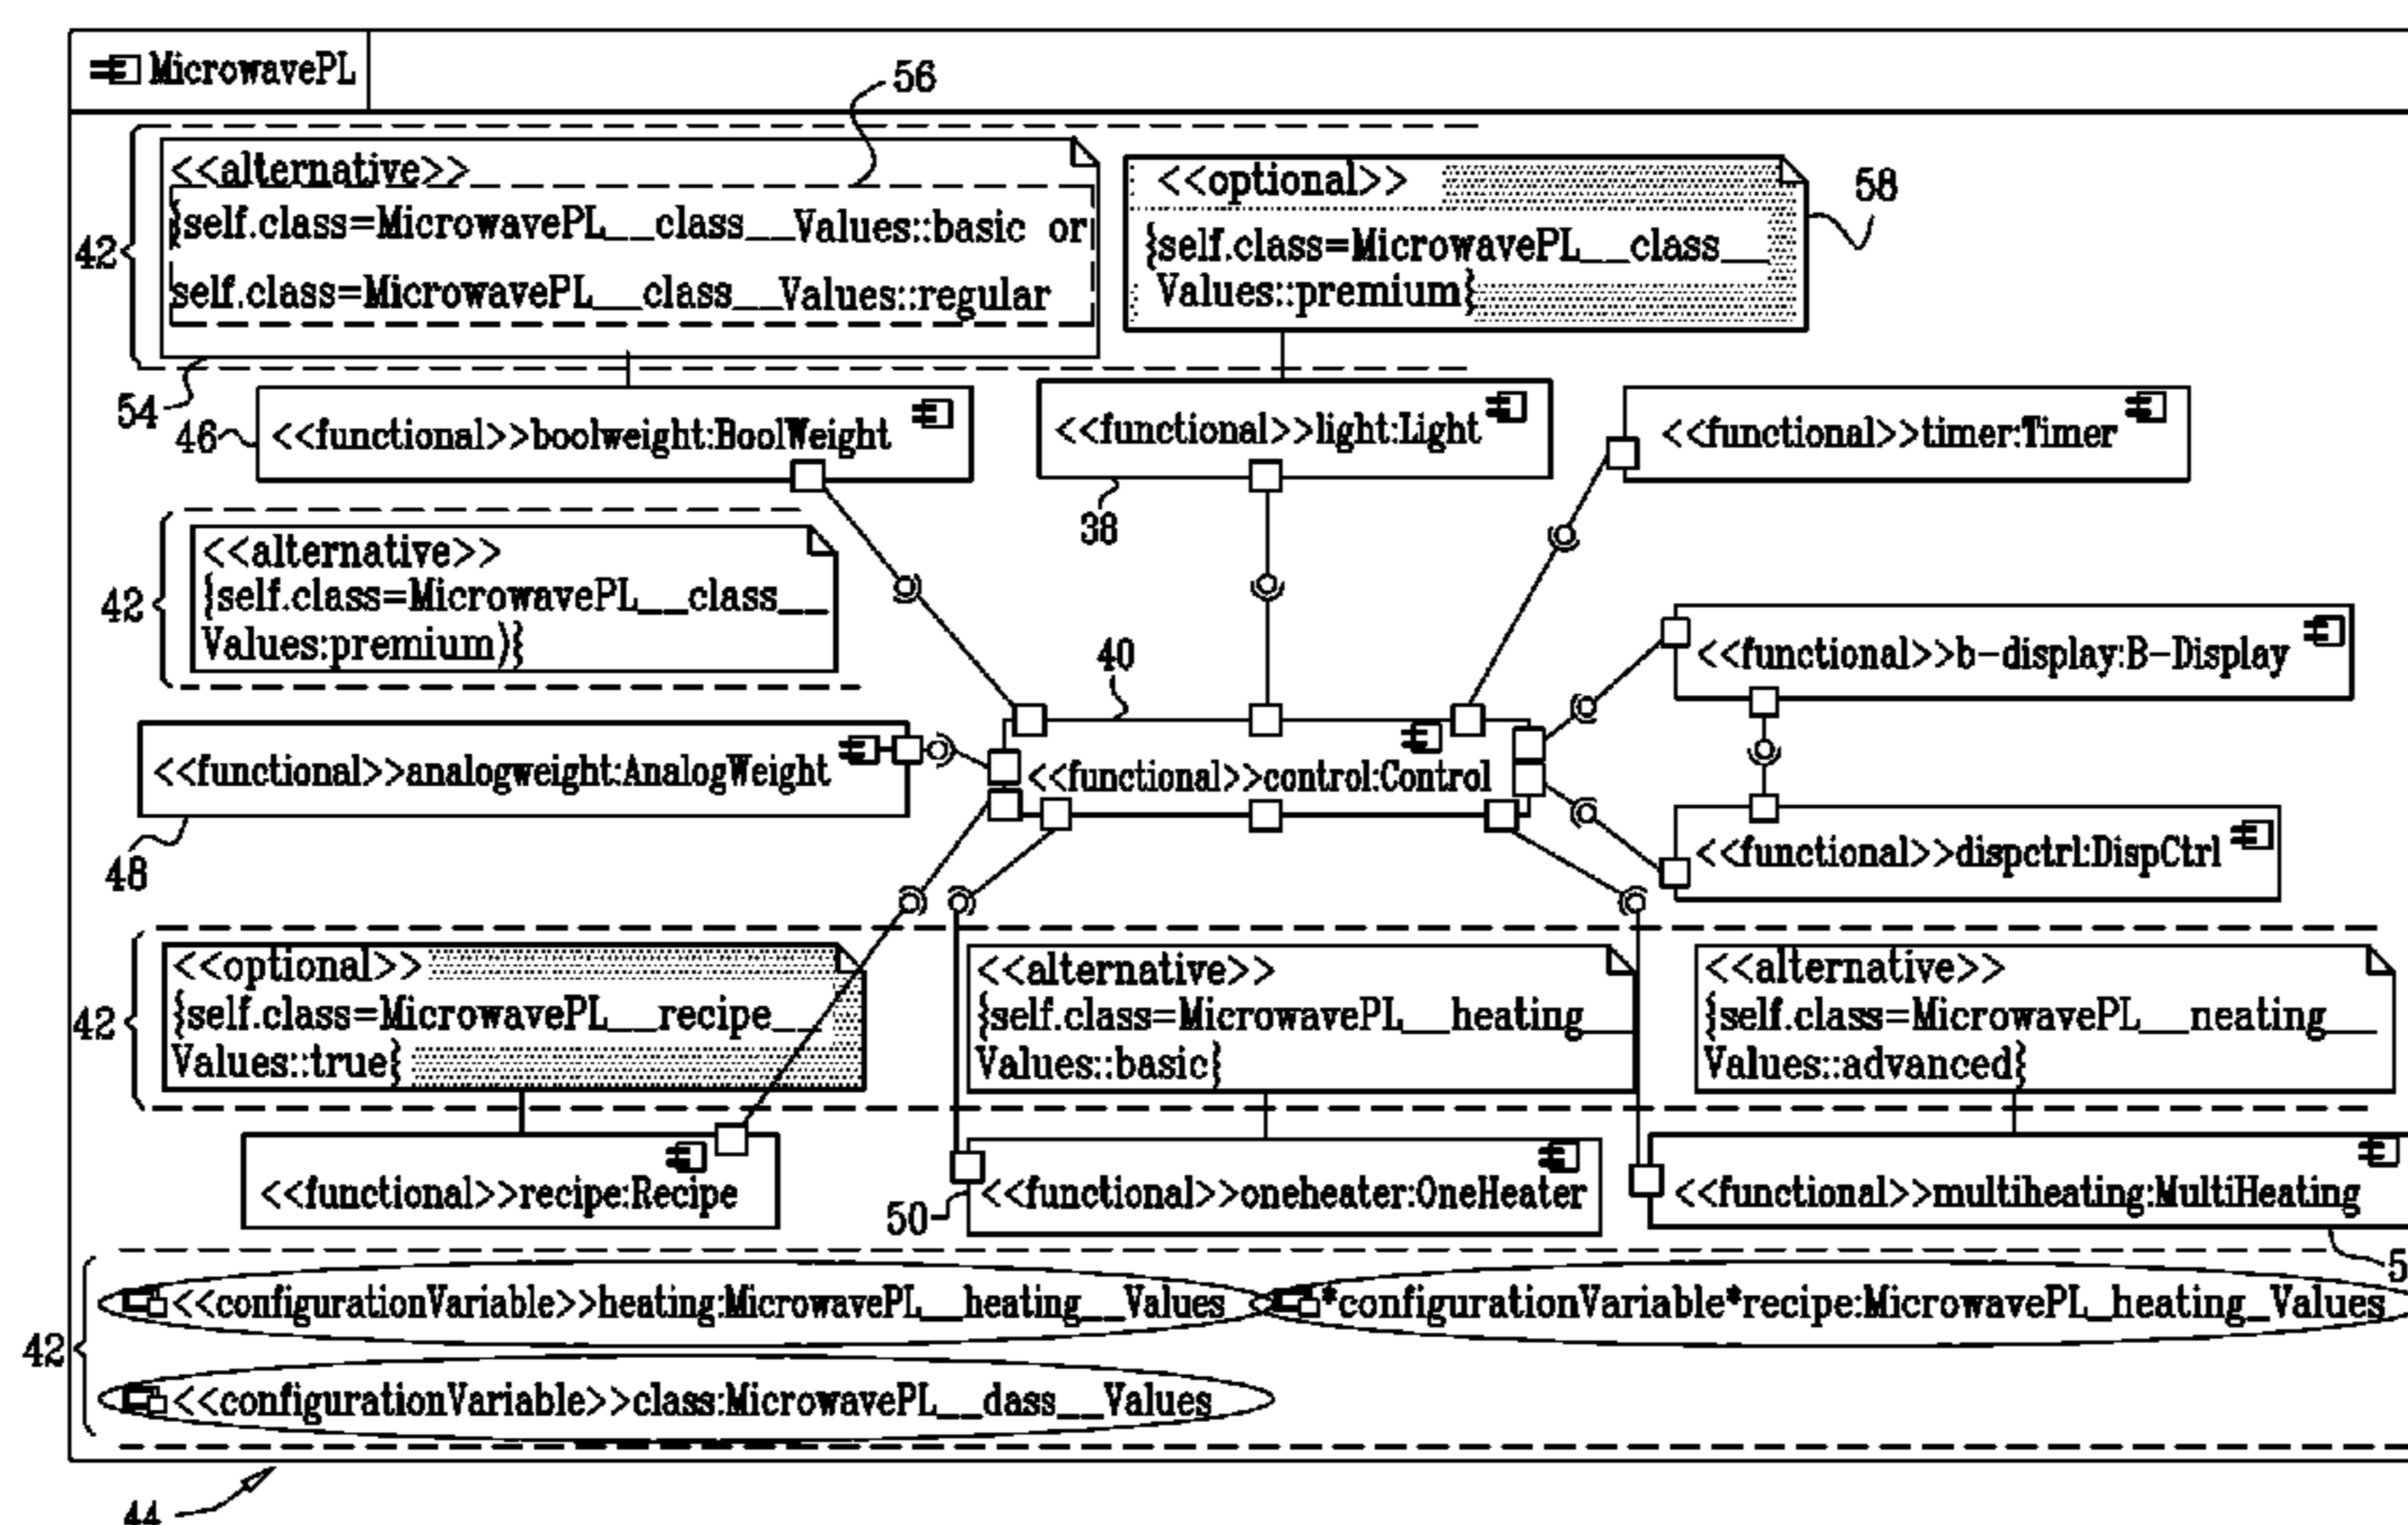 MicrowavePL
56
<<alternative>>
{self.class=MicrowavePL__class__Values::basic or
self.class=MicrowavePL__class__Values::regular
42
54
<<optional>>
{self.class=MicrowavePL__class__
Values::premium{
58
46
<<functional>>boolweight:BoolWeight
<<functional>>light:Light
38
<<functional>>timer:Timer
42
<<alternative>>
{self.class=MicrowavePL__class__
Values:premium){
40
<<functional>>b-display:B-Display
<<functional>>analogweight:AnalogWeight
48
<<functional>>control:Control
<<functional>>dispctrl:DispCtrl
42
<<optional>>
{self.class=MicrowavePL__recipe__
Values::true{
<<alternative>>
{self.class=MicrowavePL__heating__
Values::basic{
<<alternative>>
{self.class=MicrowavePL__neating__
Values::advanced{
<<functional>>recipe:Recipe
50
<<functional>>oneheater:OneHeater
<<functional>>multiheating:MultiHeating
5
42
<<configurationVariable>>heating:MicrowavePL__heating__Values
*configurationVariable*recipe:MicrowavePL_heating_Values
<<configurationVariable>>class:MicrowavePL__dass__Values
44